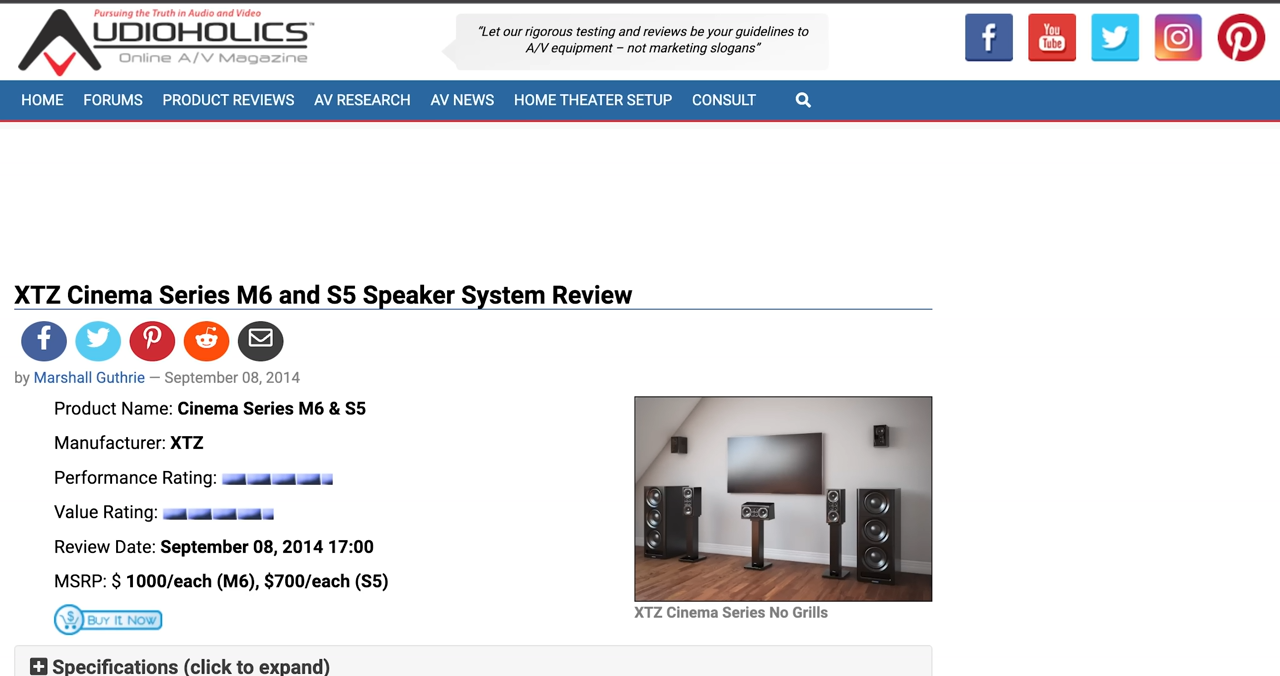 Pursuing the Truth in Audio and Video
AUDIOHOLICS™
Online A/V Magazine
“Let our rigorous testing and reviews be your guidelines to
A/V equipment – not marketing slogans”
You
Tube
HOME FORUMS PRODUCT REVIEWS AV RESEARCH AV NEWS HOME THEATER SETUP CONSULT
XTZ Cinema Series M6 and S5 Speaker System Review
by Marshall Guthrie — September 08, 2014
Product Name: Cinema Series M6 & S5
Manufacturer: XTZ
Performance Rating:
Value Rating:
Review Date: September 08, 2014 17:00
MSRP: $ 1000/each (M6), $700/each (S5)
Buy It Now
XTZ Cinema Series No Grills
Specifications (click to expand)